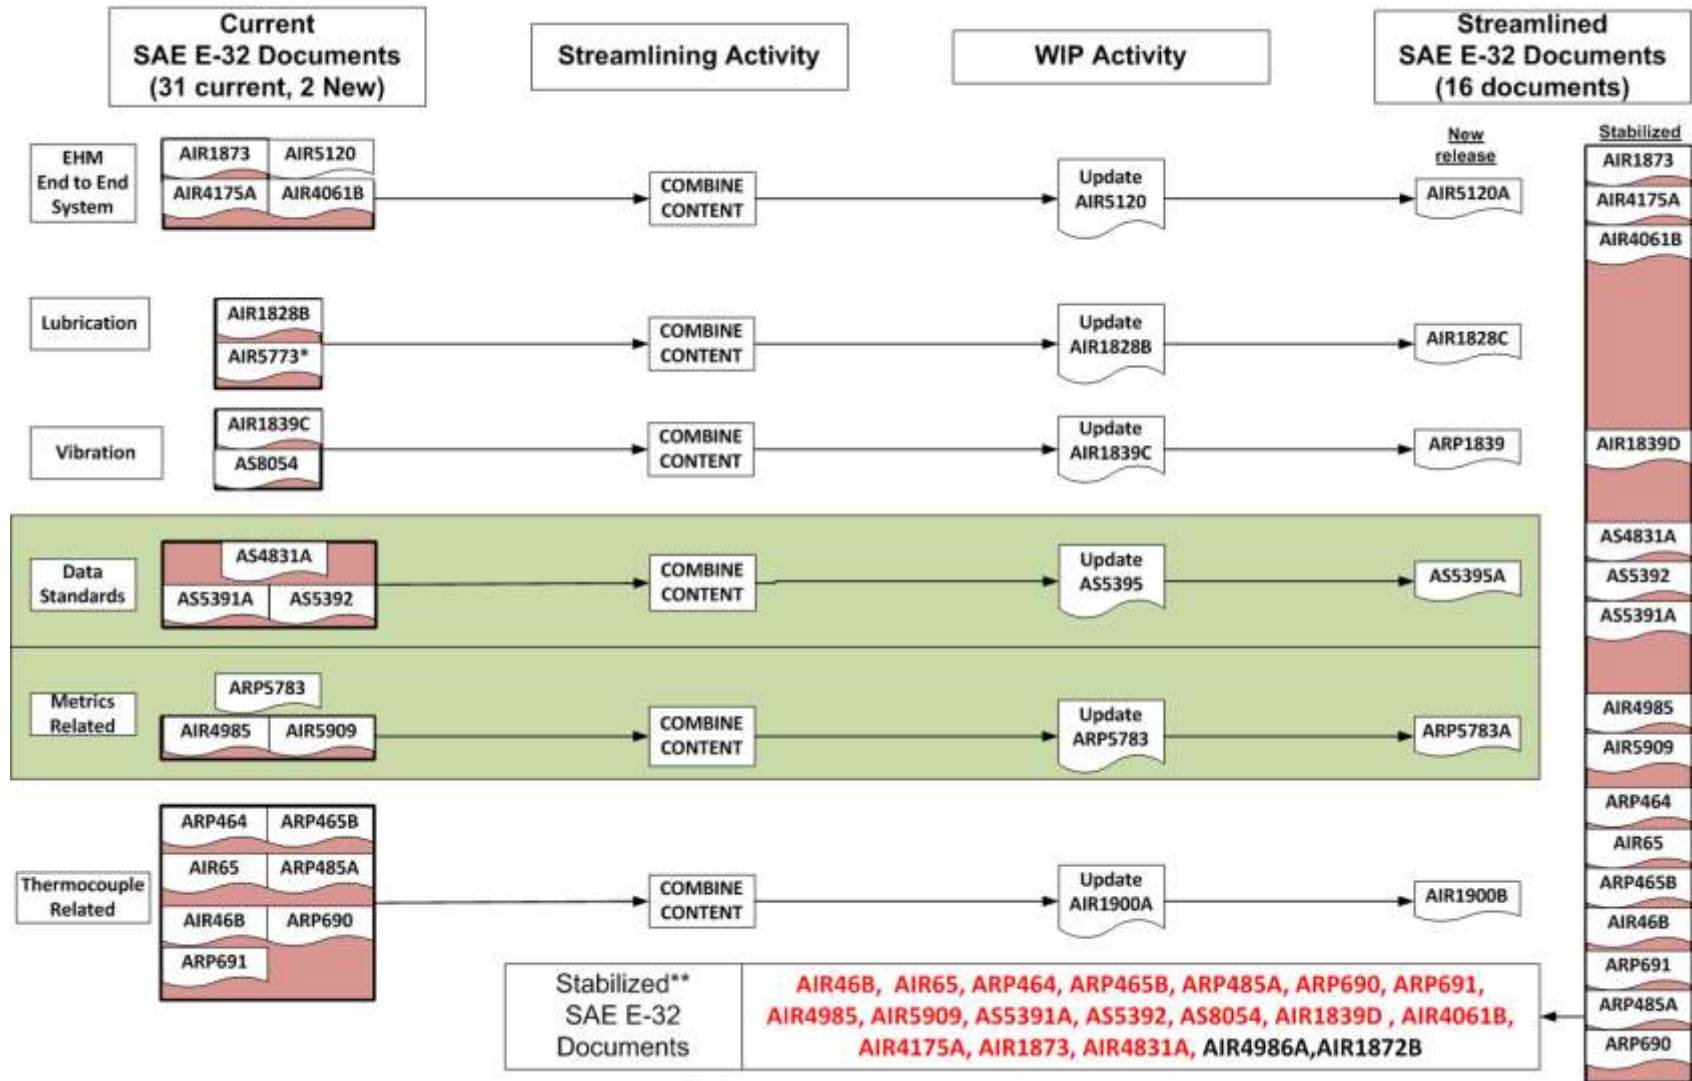 Current
SAE E-32 Documents
(31 current, 2 New)
Streamlining Activity
WIP Activity
Streamlined
SAE E-32 Documents
(16 documents)
New
release
Stabilized
EHM
End to End
System
AIR1873
AIR5120
AIR4175A
AIR4061B
COMBINE
CONTENT
Update
AIR5120
AIR5120A
Lubrication
AIR1828B
AIR5773*
COMBINE
CONTENT
Update
AIR1828B
AIR1828C
Vibration
AIR1839C
AS8054
COMBINE
CONTENT
Update
AIR1839C
ARP1839
Data
Standards
AS4831A
AS5391A
AS5392
COMBINE
CONTENT
Update
AS5395
AS5395A
Metrics
Related
ARP5783
AIR4985
AIR5909
COMBINE
CONTENT
Update
ARP5783
ARP5783A
Thermocouple
Related
ARP464
ARP465B
AIR65
ARP485A
AIR46B
ARP690
ARP691
COMBINE
CONTENT
Update
AIR1900A
AIR1900B
AIR1873
AIR4175A
AIR4061B
AIR1839D
AS4831A
AS5392
AS5391A
AIR4985
AIR5909
ARP464
AIR65
ARP465B
AIR46B
ARP691
ARP485A
ARP690
Stabilized**
SAE E-32
Documents
AIR46B, AIR65, ARP464, ARP465B, ARP485A, ARP690, ARP691,
AIR4985, AIR5909, AS5391A, AS5392, AS8054, AIR1839D , AIR4061B,
AIR4175A, AIR1873, AIR4831A, AIR4986A,AIR1872B